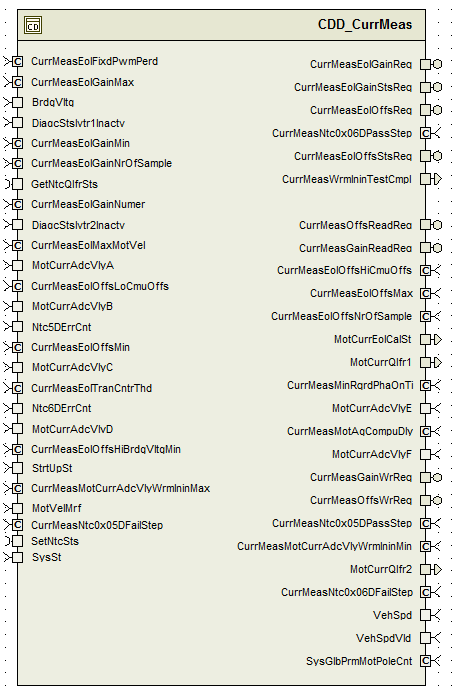 CD
CDD_CurrMeas
CurrMeasEolFixdPwmPerd
CurrMeasEolGainMax
BrdgVltg
DiagcStsIvtr1Inactv
CurrMeasEolGainMin
CurrMeasEolGainNrOfSample
GetNtcQlfrSts
CurrMeasEolGainNumer
DiagcStsIvtr2Inactv
CurrMeasEolMaxMotVel
MotCurrAdcVlyA
CurrMeasEolOffsLoCmuOffs
MotCurrAdcVlyB
Ntc5DErrCnt
CurrMeasEolOffsMin
MotCurrAdcVlyC
CurrMeasEolTranCntrThd
Ntc6DErrCnt
MotCurrAdcVlyD
CurrMeasEolOffsHiBrdgVltgMin
StrtUpSt
CurrMeasMotCurrAdcVlyWrmIninMax
MotVelMrf
CurrMeasNtc0x05DFailStep
SetNtcSts
SysSt
CurrMeasEolGainReq
CurrMeasEolGainStsReq
CurrMeasEolOffsReq
CurrMeasNtc0x06DPassStep
CurrMeasEolOffsStsReq
CurrMeasWrmIninTestCmpl
CurrMeasOffsReadReq
CurrMeasGainReadReq
CurrMeasEolOffsHiCmuOffs
CurrMeasEolOffsMax
CurrMeasEolOffsNrOfSample
MotCurrEolCalSt
MotCurrQlfr1
CurrMeasMinRqrdPhaOnTi
MotCurrAdcVlyE
CurrMeasMotAgCompuDly
MotCurrAdcVlyF
CurrMeasGainWrReq
CurrMeasOffsWrReq
CurrMeasNtc0x05DPassStep
CurrMeasMotCurrAdcVlyWrmIninMin
MotCurrQlfr2
CurrMeasNtc0x06DFailStep
VehSpd
VehSpdVld
SysGlbPrmMotPoleCnt